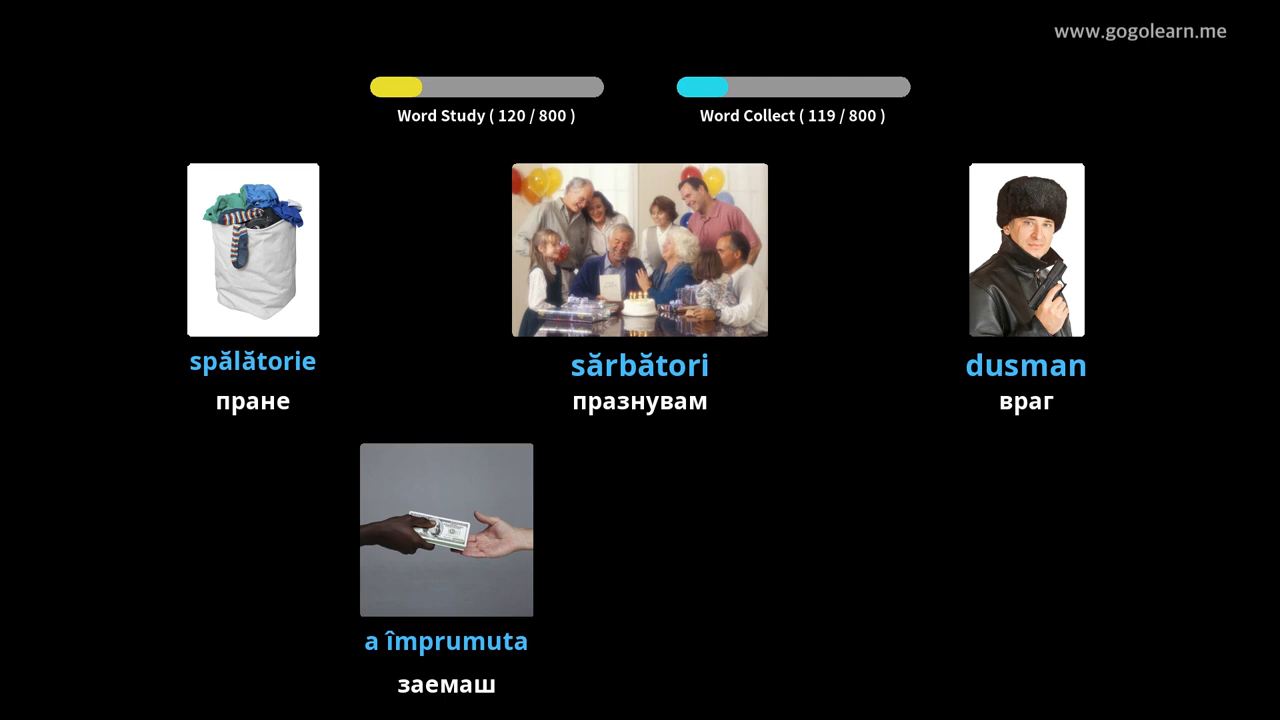 www.gogolearn.me
Word Study ( 120 / 800 )
Word Collect ( 119 / 800 )
spălătorie
пране
sărbători
празнувам
dusman
враг
a împrumuta
заемаш